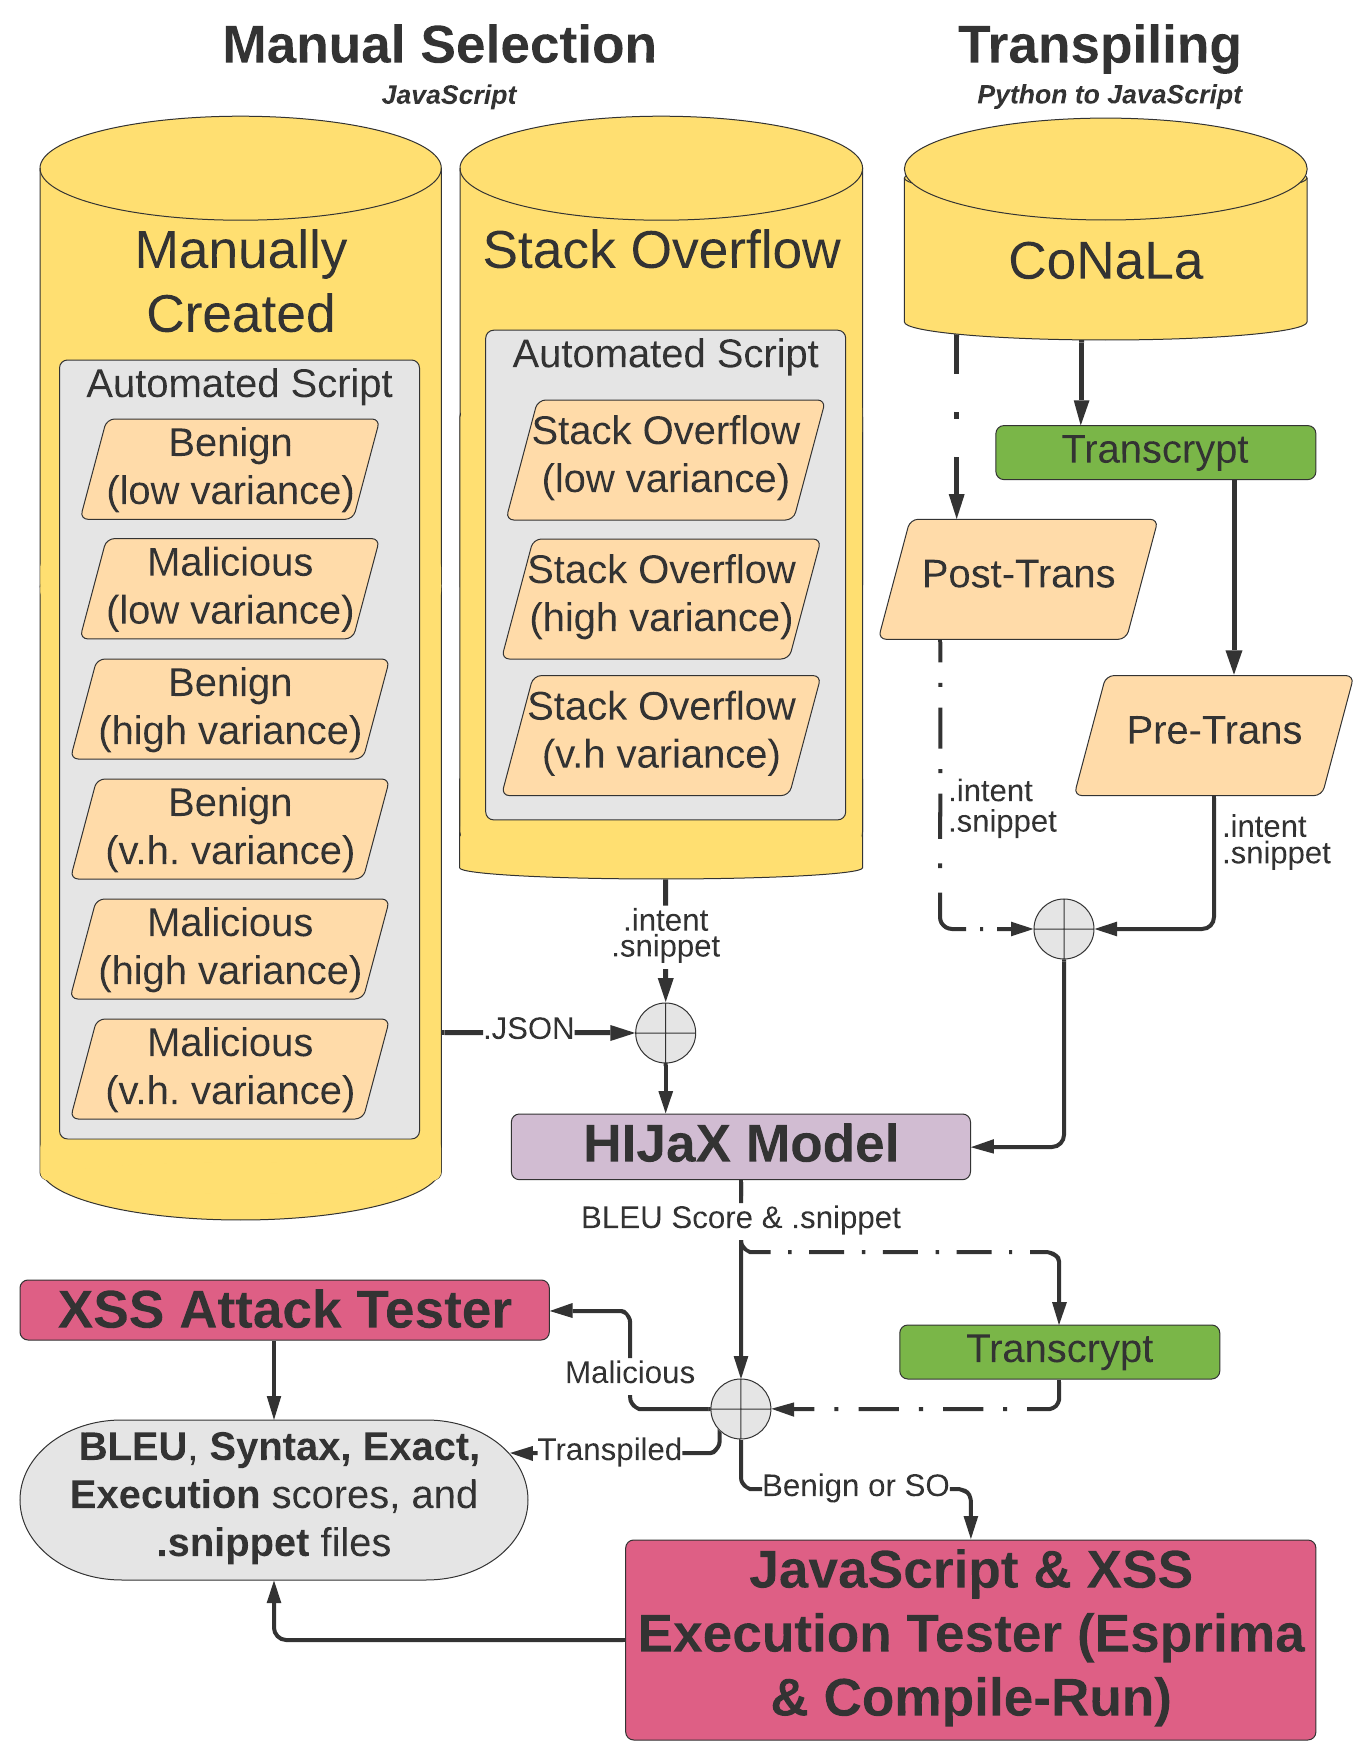 Manual Selection
JavaScript
Transpiling
Python to JavaScript
Manually
Created
Automated Script
Benign
(low variance)
Malicious
(low variance)
Benign
(high variance)
Benign
(v.h. variance)
Malicious
(high variance)
Malicious
(v.h. variance)
Stack Overflow
Automated Script
Stack Overflow
(low variance)
Stack Overflow
(high variance)
Stack Overflow
(v.h variance)
CoNaLa
Transcrypt
Post-Trans
Pre-Trans
.intent
.snippet
.intent
.snippet
.intent
.snippet
.JSON
HIJaX Model
BLEU Score & .snippet
XSS Attack Tester
Transcrypt
Malicious
Transpiled
Benign or SO
BLEU, Syntax, Exact,
Execution scores, and
.snippet files
JavaScript & XSS
Execution Tester (Esprima
& Compile-Run)